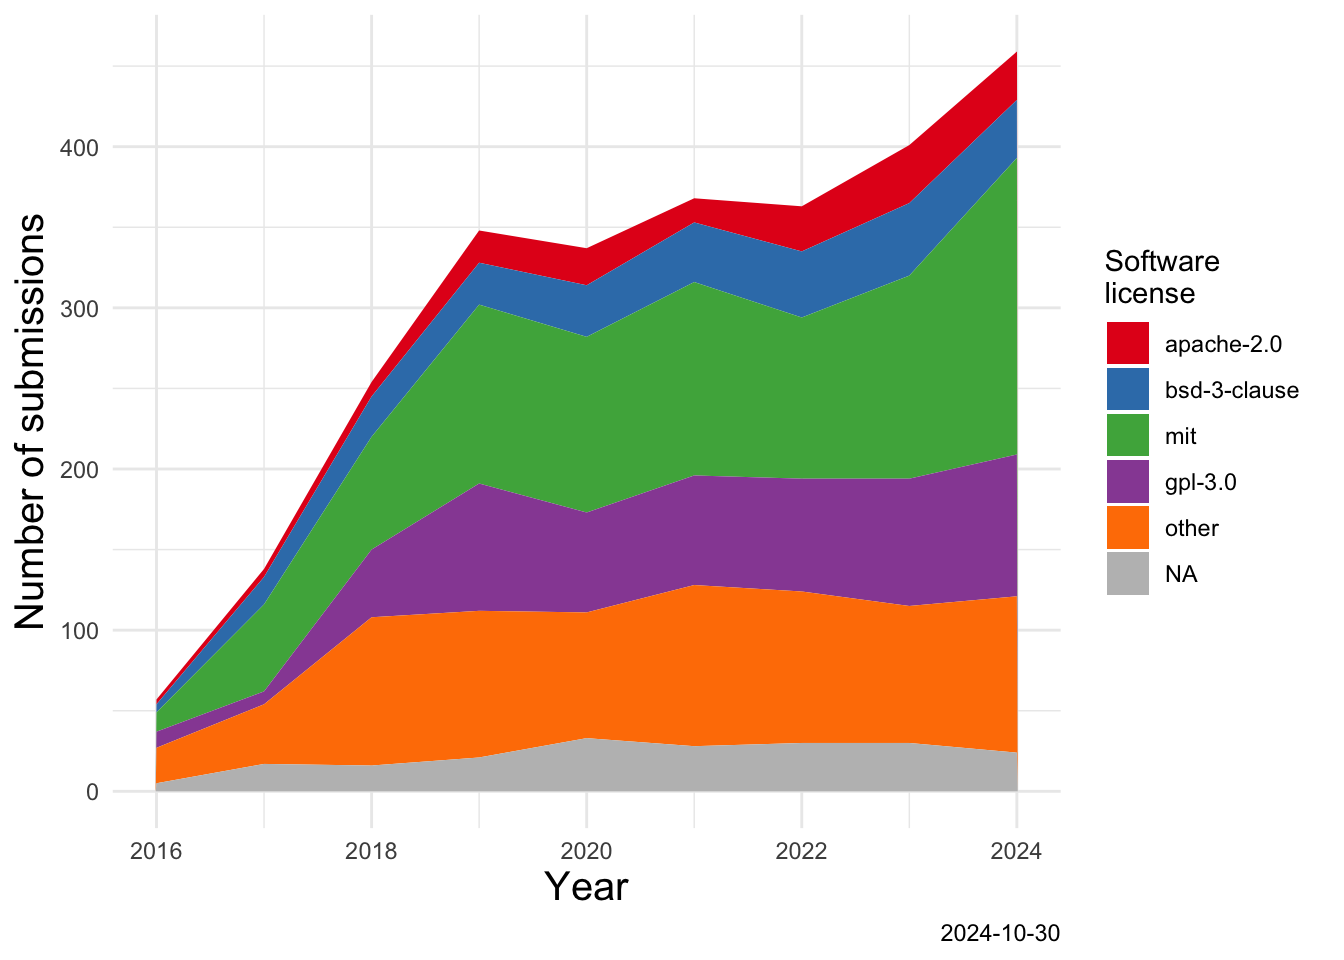 Number of submissions
400
300
200
100
0
2016
2018
2020
2022
2024
Year
Software
license
apache-2.0
bsd-3-clause
mit
gpl-3.0
other
NA
2024-10-30